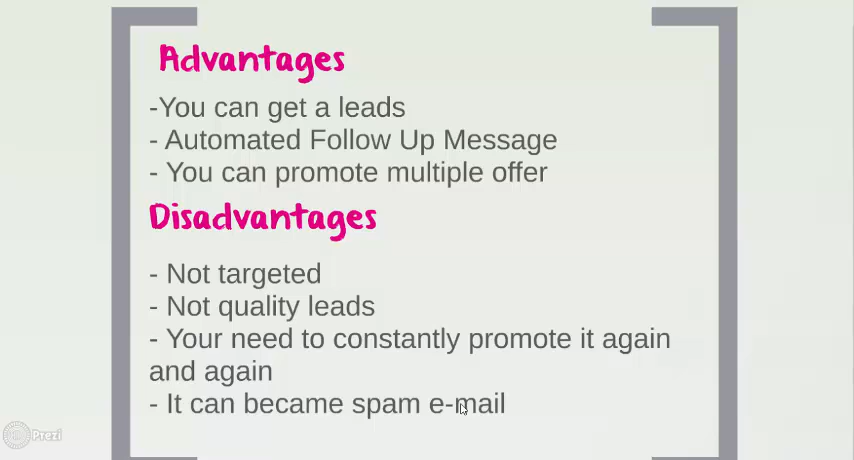 Advantages
-You can get a leads
- Automated Follow Up Message
- You can promote multiple offer
Disadvantages
- Not targeted
- Not quality leads
- Your need to constantly promote it again
and again
- It can became spam e-mail
Prezi